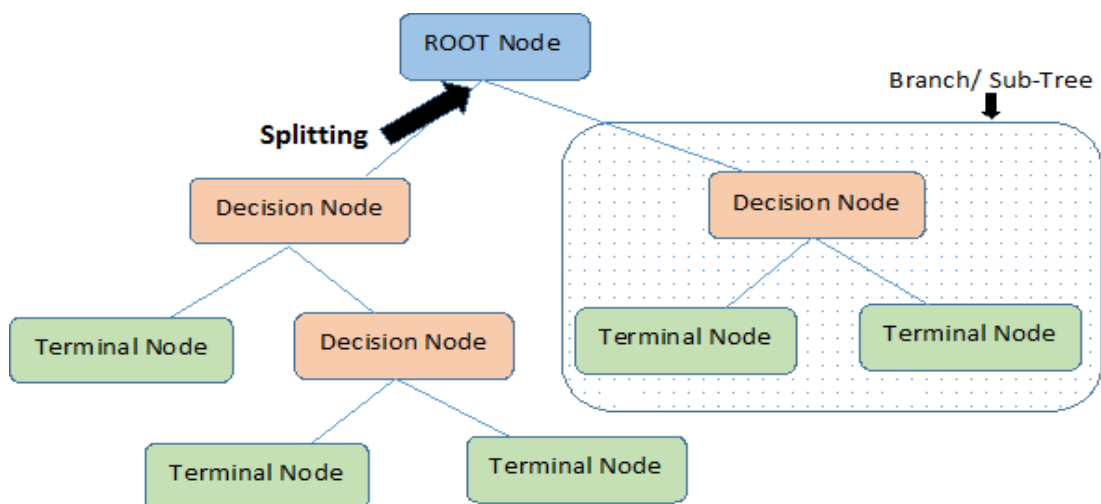 ROOT Node
Branch/ Sub-Tree
Splitting
Decision Node
Decision Node
Terminal Node
Decision Node
Terminal Node
Terminal Node
Terminal Node
Terminal Node